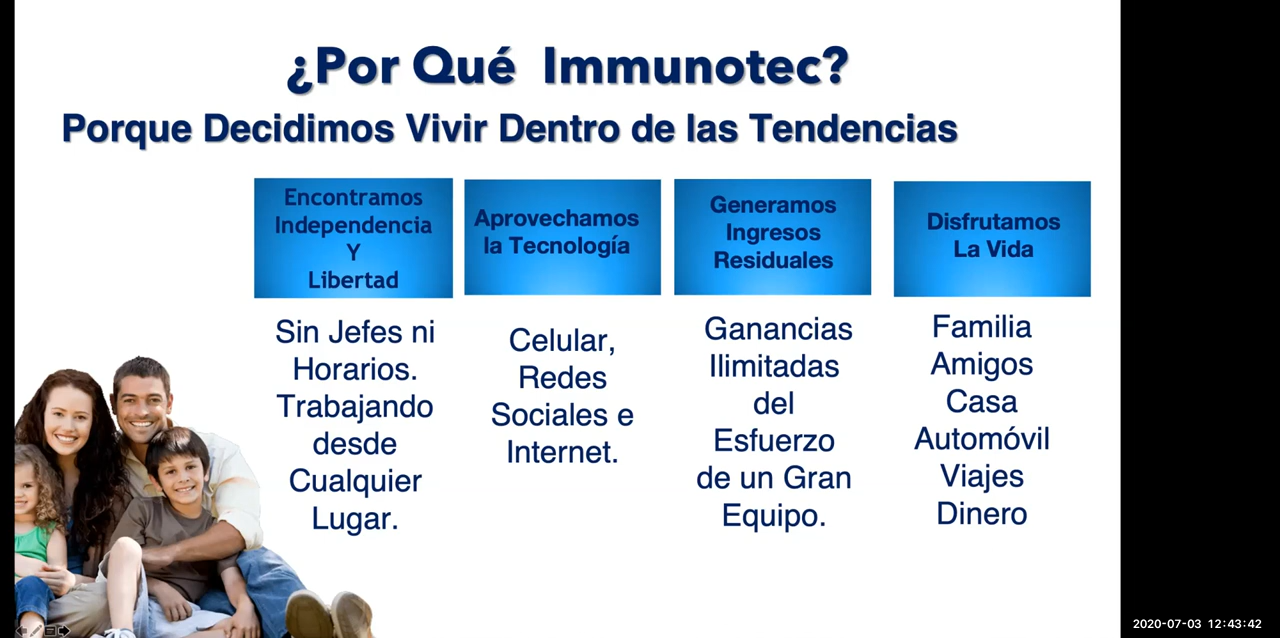 ¿Por Qué Immunotec?
Porque Decidimos Vivir Dentro de las Tendencias
Encontramos
Independencia
Y
Libertad
Sin Jefes ni
Horarios.
Trabajando
desde
Cualquier
Lugar.
Aprovechamos
la Tecnología
Celular,
Redes
Sociales e
Internet.
Generamos
Ingresos
Residuales
Ganancias
Ilimitadas
del
Esfuerzo
de un Gran
Equipo.
Disfrutamos
La Vida
Familia
Amigos
Casa
Automóvil
Viajes
Dinero
2020-07-03 12:43:42